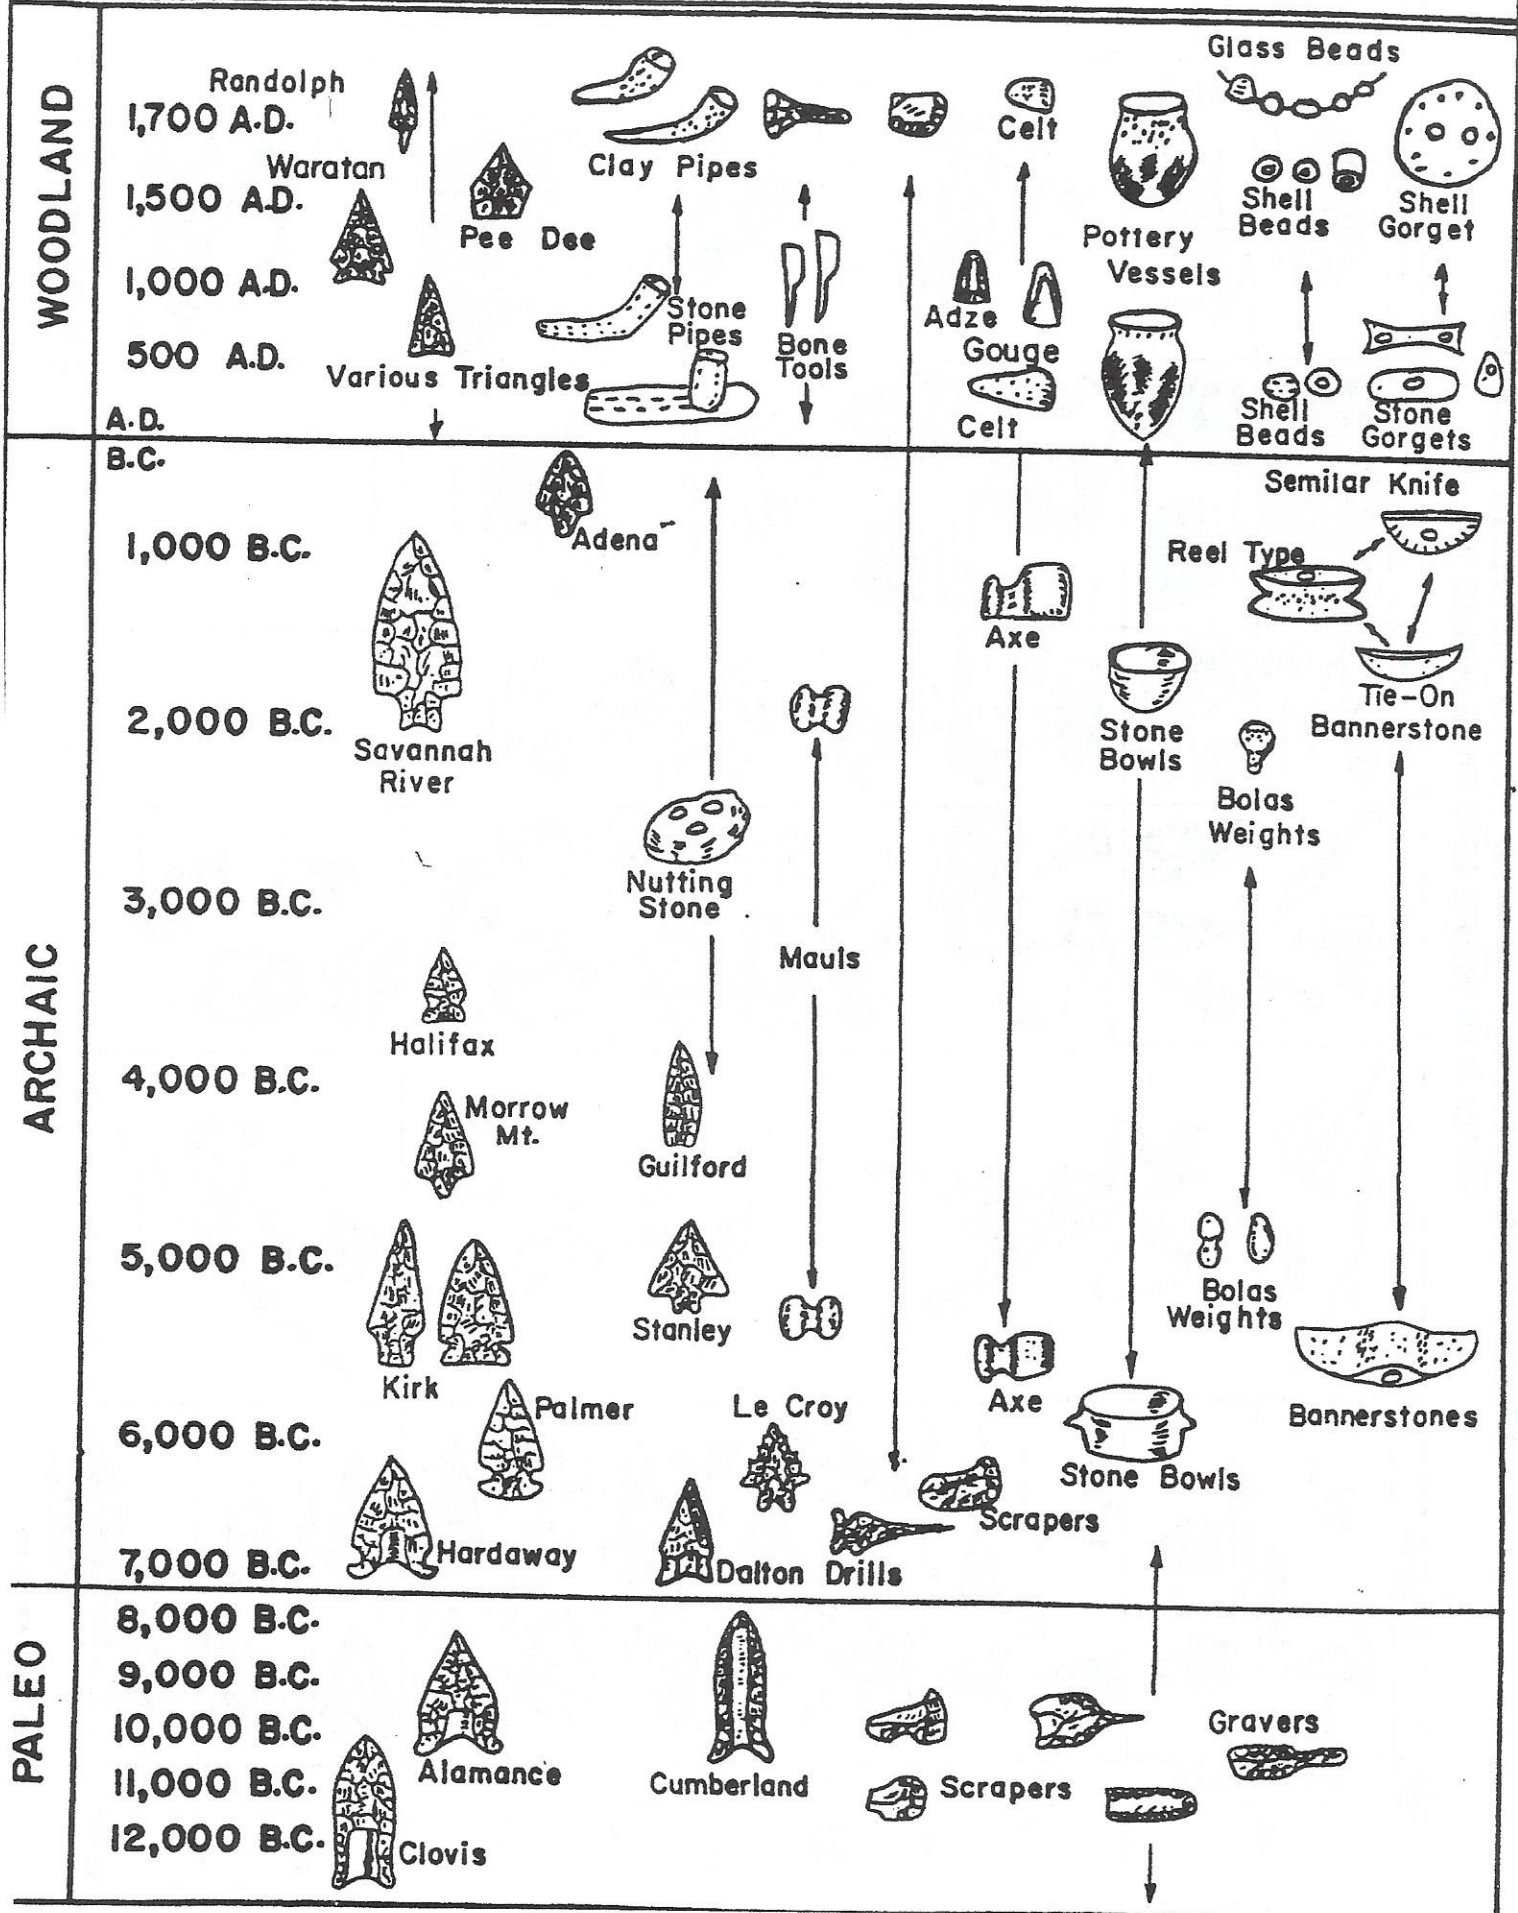 WOODLAND
Randolph
1,700 A.D.
Waratan
1,500 A.D.
Pee Dee
1,000 A.D.
500 A.D.
Various Triangles
A.D.
Clay Pipes
Stone
Pipes
Bone
Tools
Celt
Adze
Gouge
Celt
Pottery
Vessels
Glass Beads
Shell
Beads
Shell
Gorget
Shell
Beads
Stone
Gorgets
ARCHAIC
B.C.
Adena
1,000 B.C.
Savannah
River
2,000 B.C.
Nutting
Stone
3,000 B.C.
Mauls
Halifax
4,000 B.C.
Morrow
Mt.
Guilford
5,000 B.C.
Kirk
Stanley
Palmer
Le Croy
6,000 B.C.
Hardaway
7,000 B.C.
Dalton
Drills
Scrapers
Axe
Axe
Stone
Bowls
Stone Bowls
Semilar Knife
Reel Type
Tie-On
Bannerstone
Bolas
Weights
Bolas
Weights
Bannerstones
PALEO
8,000 B.C.
9,000 B.C.
10,000 B.C.
11,000 B.C.
12,000 B.C.
Alamance
Clovis
Cumberland
Scrapers
Gravers